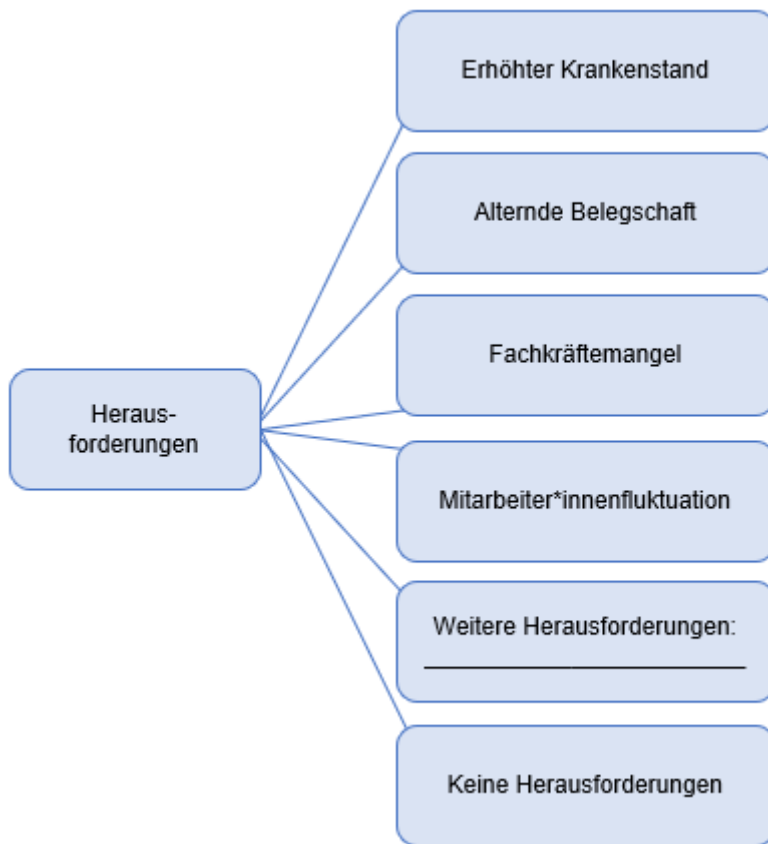 Erhöhter Krankenstand
Alternde Belegschaft
Fachkräftemangel
Heraus-
forderungen
Mitarbeiter*innenfluktuation
Weitere Herausforderungen:
Keine Herausforderungen